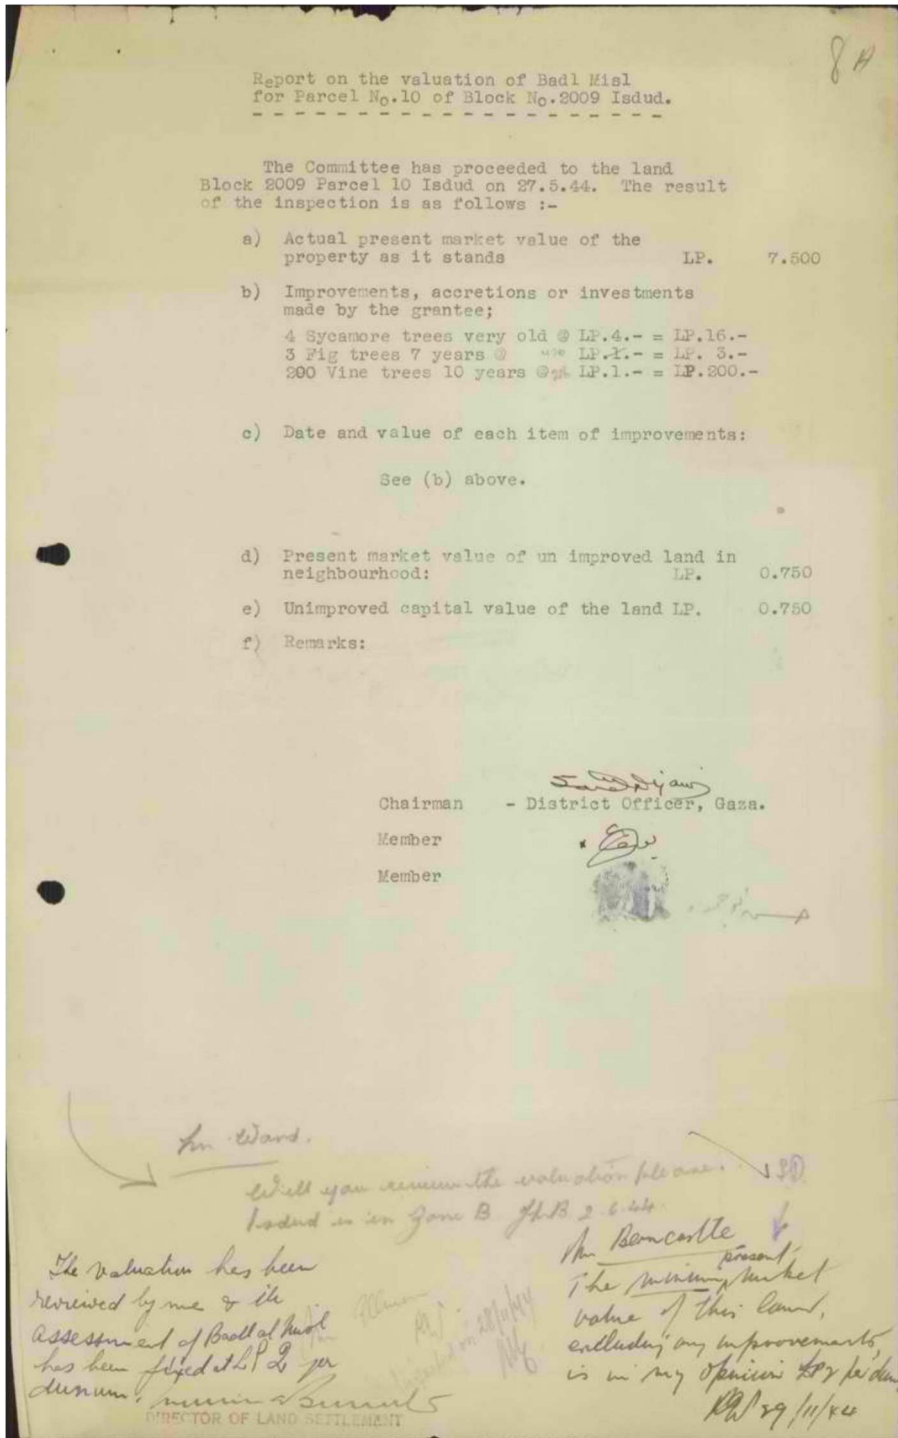 8A
Report on the valuation of Badl Misl
for Parcel No.10 of Block No.2009 Isdud.
The Committee has proceeded to the land
Block 2009 Parcel 10 Isdud on 27.5.44. The result
of the inspection is as follows :-
a) Actual present market value of the
property as it stands LP. 7.500
b) Improvements, accretions or investments
made by the grantee;
4 Sycamore trees very old @ LP.4.- = LP.16.-
3 Fig trees 7 years @ LP.1.- = LP. 3.-
200 Vine trees 10 years @ LP.1.- = LP.200.-
c) Date and value of each item of improvements:
See (b) above.
d) Present market value of un improved land in
neighbourhood: LP. 0.750
e) Unimproved capital value of the land LP. 0.750
f) Remarks:
Chairman - District Officer, Gaza.
Member
Member
Mr Ward.
Will you review the valuation please.
Isdud is in Zone B. 2.6.44
S.D.
Mr Bencastle
The minimum present market
value of this land,
excluding any improvements,
is in my opinion LP2 per dun
29/11/44
28/11/44
The valuation has been
reviewed by me & the
assessment of Badl al Misl
has been fixed at LP 2 per
dunum.
DIRECTOR OF LAND SETTLEMENT